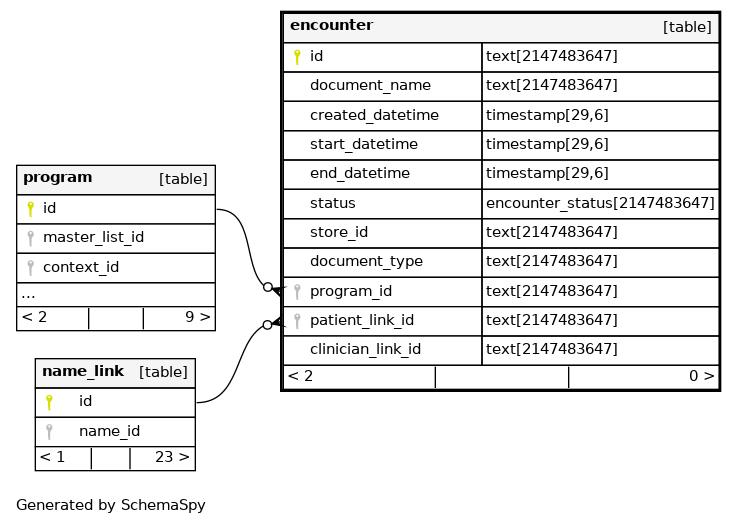 encounter [table]
id text[2147483647]
document_name text[2147483647]
created_datetime timestamp[29,6]
start_datetime timestamp[29,6]
end_datetime timestamp[29,6]
status encounter_status[2147483647]
store_id text[2147483647]
document_type text[2147483647]
program_id text[2147483647]
patient_link_id text[2147483647]
clinician_link_id text[2147483647]
< 2 0 >
program [table]
id
master_list_id
context_id
...
< 2 9 >
name_link [table]
id
name_id
< 1 23 >
Generated by SchemaSpy